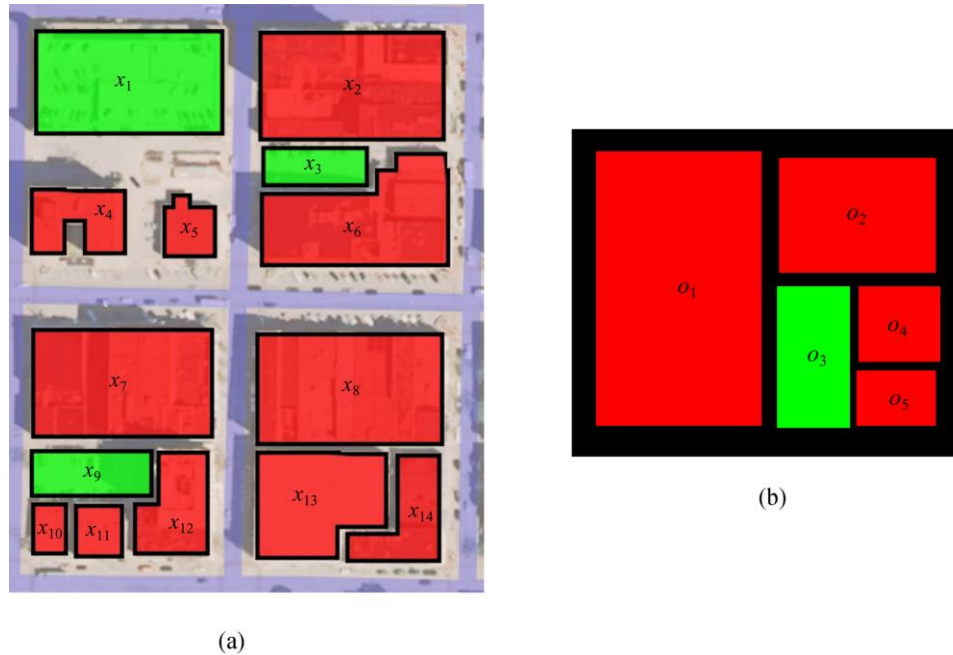 x₁
x₂
x₃
x₄
x₅
x₆
x₇
x₈
x₉
x₁₀
x₁₁
x₁₂
x₁₃
x₁₄
(a)
o₁
o₂
o₃
o₄
o₅
(b)